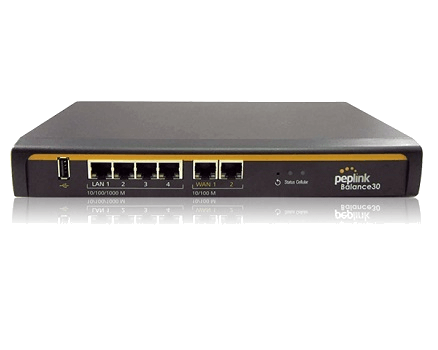 LAN 1 2 3 4
10/100/1000 M
WAN 1 2
10/100 M
Status Cellular
peplink
Balance30